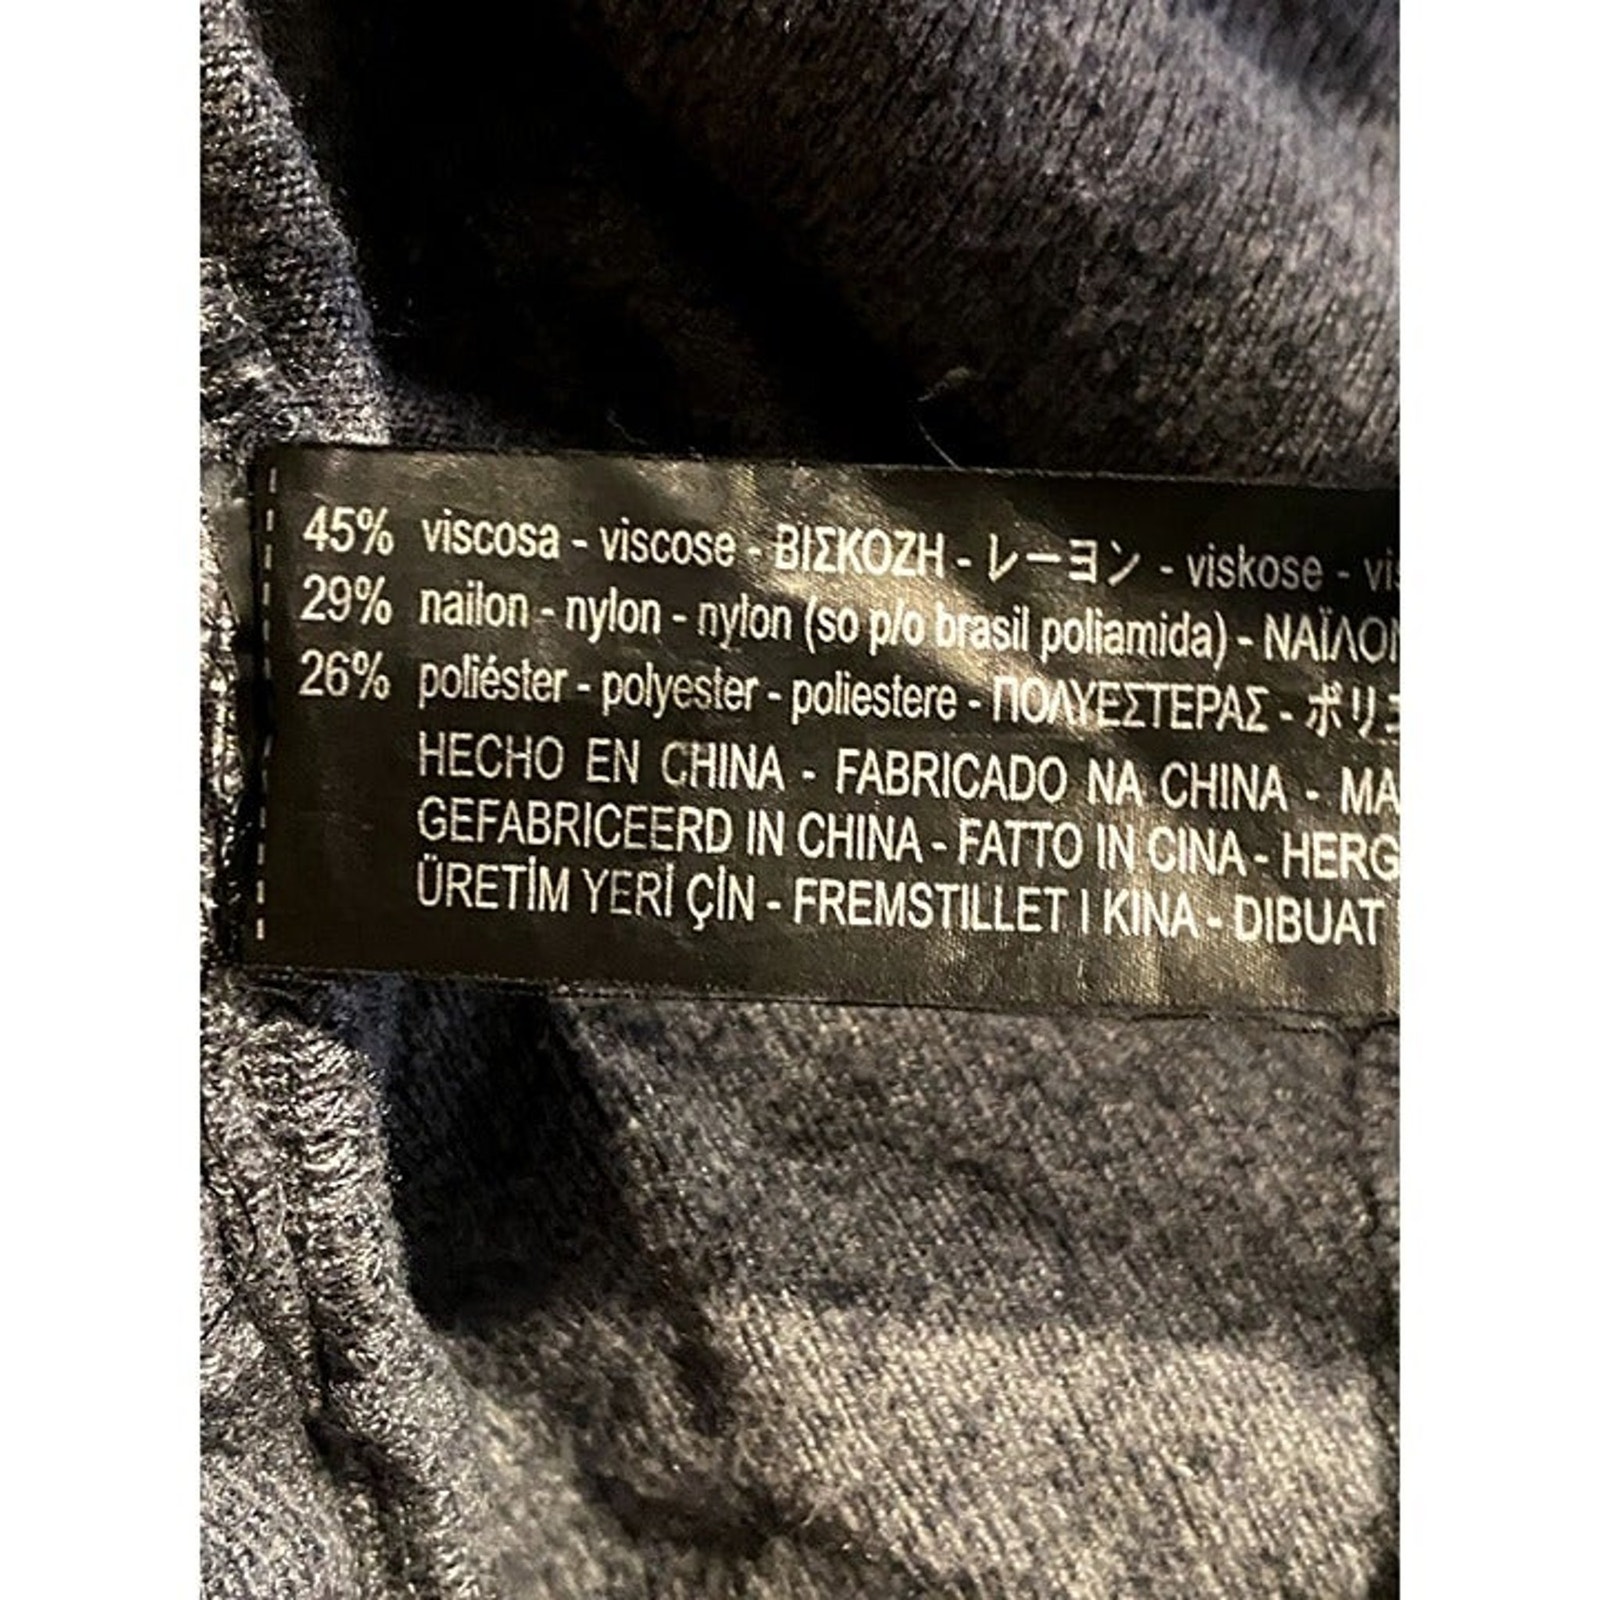 45% viscosa - viscose - ΒΙΣΚΟΖΗ - レーヨン - viskose -
29% nailon - nylon - nylon (so p/o brasil poliamida) -
26% poliéster - polyester - poliestere - ΠΟΛΥΕΣΤΕΡΑΣ -
HECHO EN CHINA - FABRICADO NA CHINA -
GEFABRICEERD IN CHINA - FATTO IN CINA -
ÜRETİM YERİ ÇİN - FREMSTILLET I KINA - DIBUAT